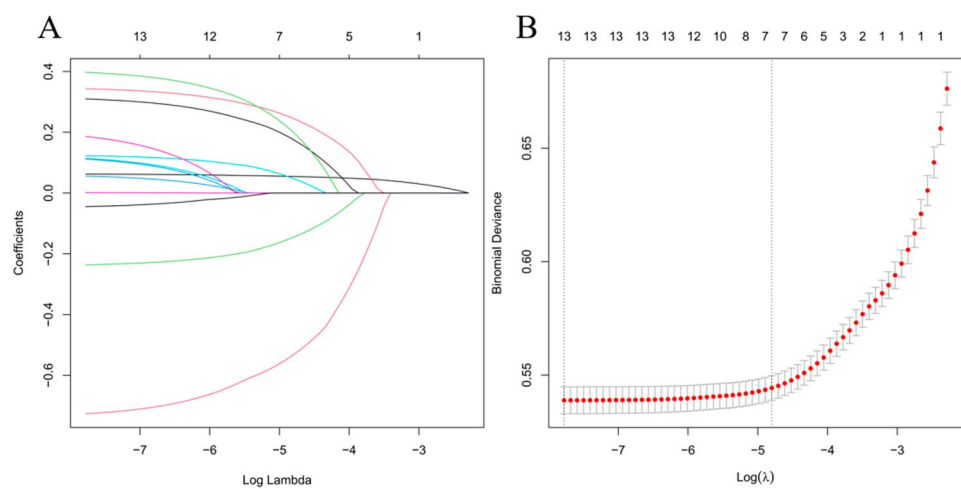 A
13 12 7 5 1
0.4
0.2
0.0
−0.2
−0.4
−0.6
Coefficients
−7 −6 −5 −4 −3
Log Lambda
B
13 13 13 13 13 12 10 8 7 7 6 5 3 2 1 1 1 1
0.65
0.60
0.55
Binomial Deviance
−7 −6 −5 −4 −3
Log(λ)